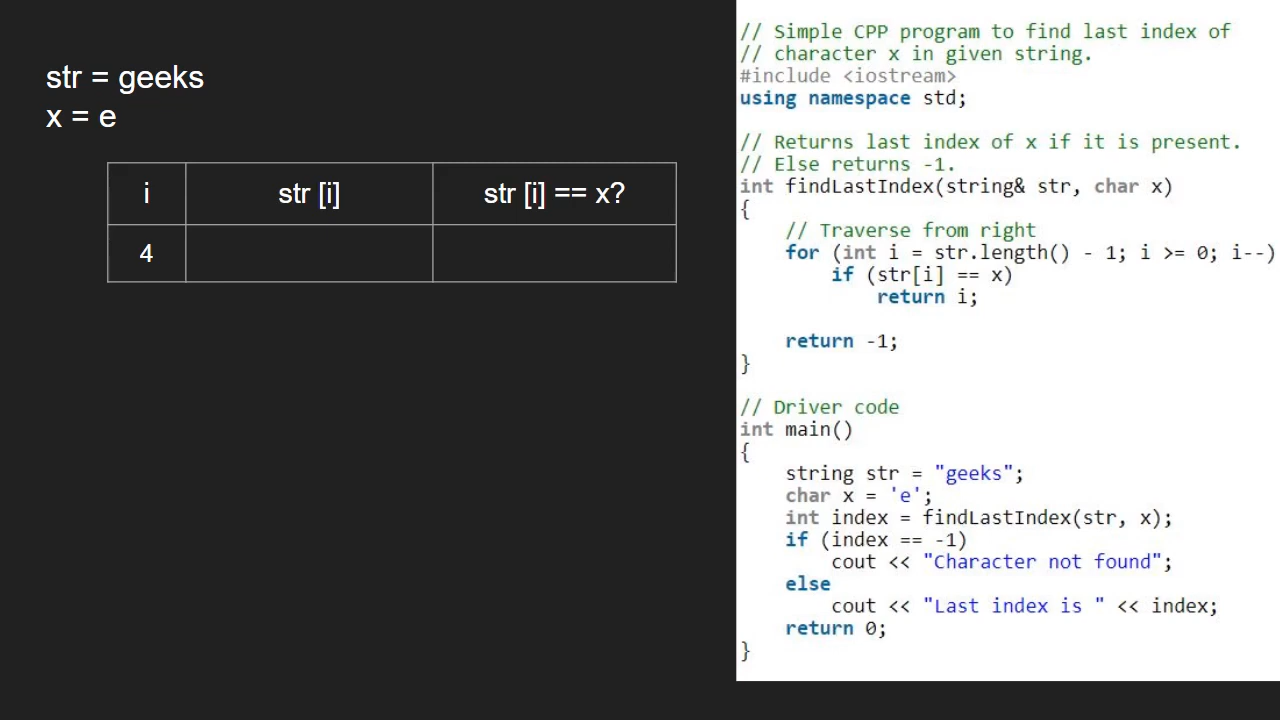 str = geeks
x = e
i str [i] str [i] == x?
4
// Simple CPP program to find last index of
// character x in given string.
#include <iostream>
using namespace std;
// Returns last index of x if it is present.
// Else returns -1.
int findLastIndex(string& str, char x)
{
// Traverse from right
for (int i = str.length() - 1; i >= 0; i--)
if (str[i] == x)
return i;
return -1;
}
// Driver code
int main()
{
string str = "geeks";
char x = 'e';
int index = findLastIndex(str, x);
if (index == -1)
cout << "Character not found";
else
cout << "Last index is " << index;
return 0;
}